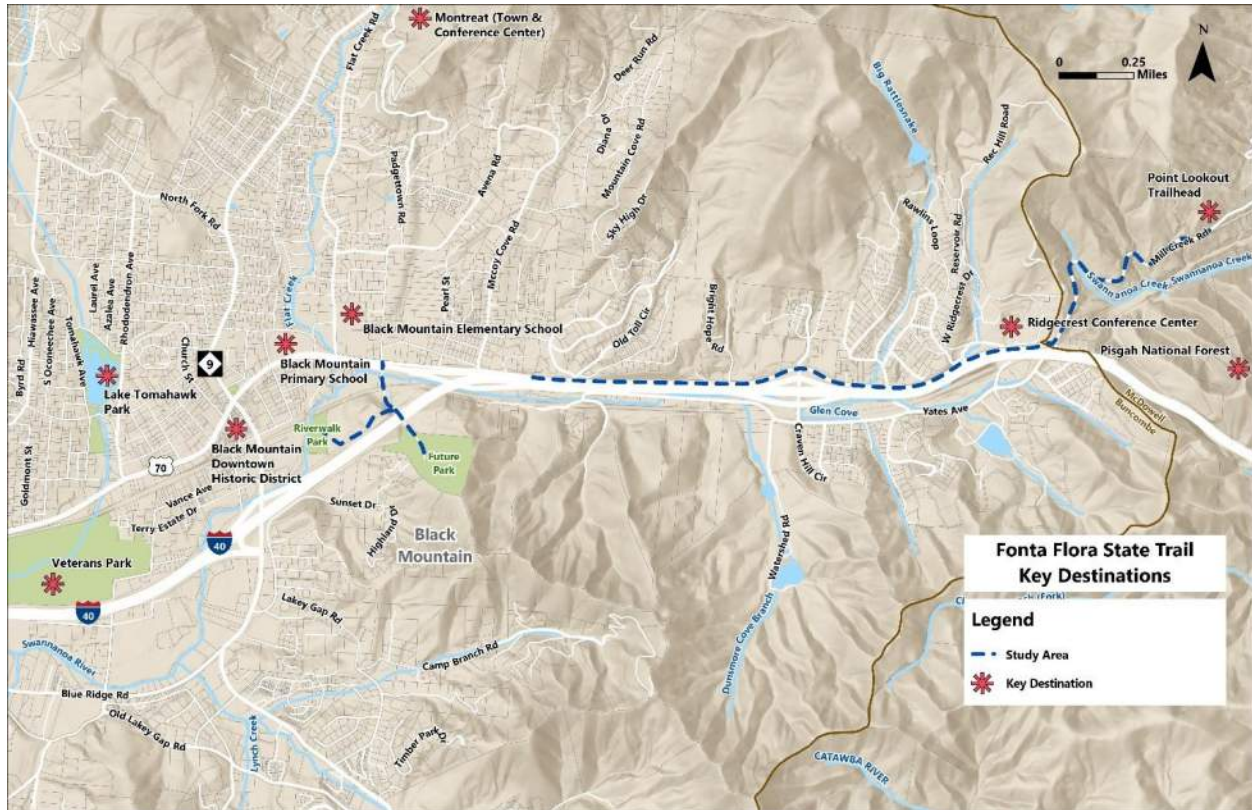 Montreat (Town &
Conference Center)
Flat Creek Rd
Deer Run Rd
N
0
0.25
Miles
Big Rattlesnake
Rec Hill Road
Diana Dr
Mountain Cove Rd
Padgettown Rd
Avena Rd
Point Lookout
Trailhead
North Fork Rd
Sky High Dr
Rawlins Loop
Reservoir Rd
Mill Creek Rd
Swannanoa Creek
Swannanoa Creek
Hiawassee Ave
Laurel Ave
Azalea Ave
Rhododendron Ave
Flat Creek
Mccoy Cove Rd
Pearl St
Black Mountain Elementary School
Old Toll Cir
Bright Hope
Rd
W Ridgecrest Dr
Ridgecrest Conference Center
Byrd Rd
S Oconeechee Ave
Tomahawk Ave
Church St
9
Black Mountain
Primary School
Pisgah National Forest
Lake Tomahawk
Park
McDowell
Buncombe
Glen Cove
Yates Ave
Riverwalk
Park
Black Mountain
Downtown
Historic District
Craven Hill Cir
Goldmont St
70
Future
Park
Vance Ave
Terry Estate Dr
Sunset Dr
Highland Dr
Black
Mountain
40
Watershed Rd
Veterans Park
40
Fonta Flora State Trail
Key Destinations
Lakey Gap Rd
(Fork)
Legend
Study Area
Key Destination
Swannanoa
River
Camp Branch Rd
Dunsmore Cove Branch
Blue Ridge Rd
Old Lakey Gap Rd
Lynch Creek
Timber Park Dr
CATAWBA RIVER